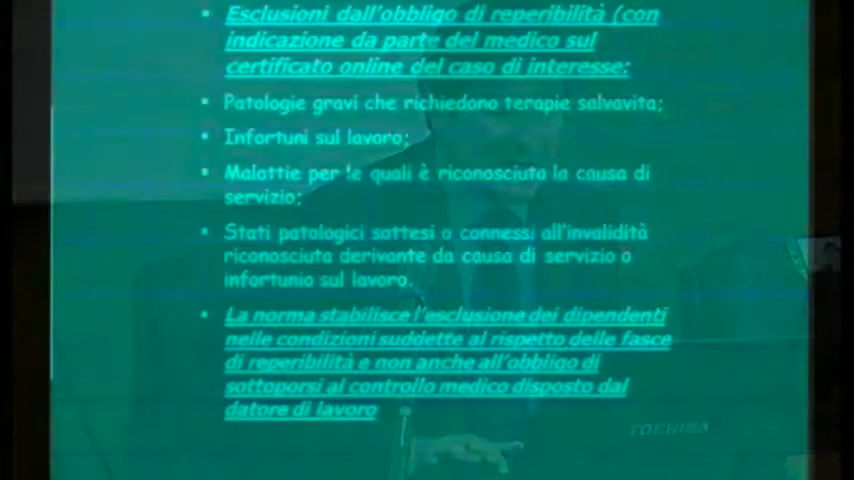 ▪ Esclusioni dall'obbligo di reperibilità (con
indicazione da parte del medico sul
certificato online del caso di interesse:
▪ Patologie gravi che richiedono terapie salvavita;
▪ Infortuni sul lavoro;
▪ Malattie per le quali è riconosciuta la causa di
servizio;
▪ Stati patologici sottesi o connessi all'invalidità
riconosciuta derivante da causa di servizio o
infortunio sul lavoro.
▪ La norma stabilisce l'esclusione dei dipendenti
nelle condizioni suddette al rispetto delle fasce
di reperibilità e non anche all'obbligo di
sottoporsi al controllo medico disposto dal
datore di lavoro
TOSHIBA